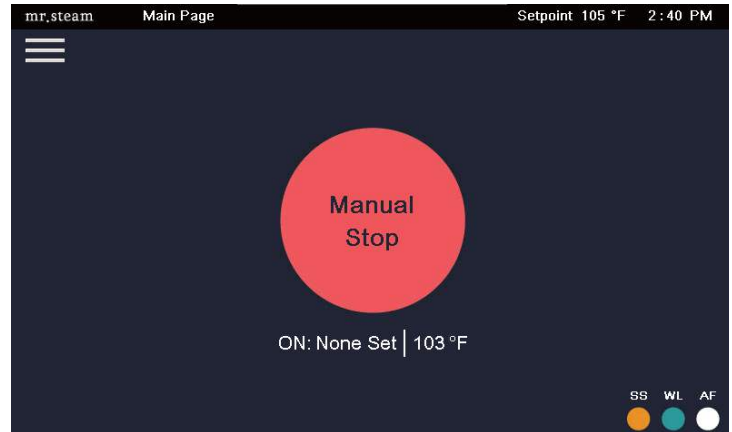 mr.steam Main Page Setpoint 105 °F 2:40 PM
Manual
Stop
ON: None Set | 103 °F
SS WL AF